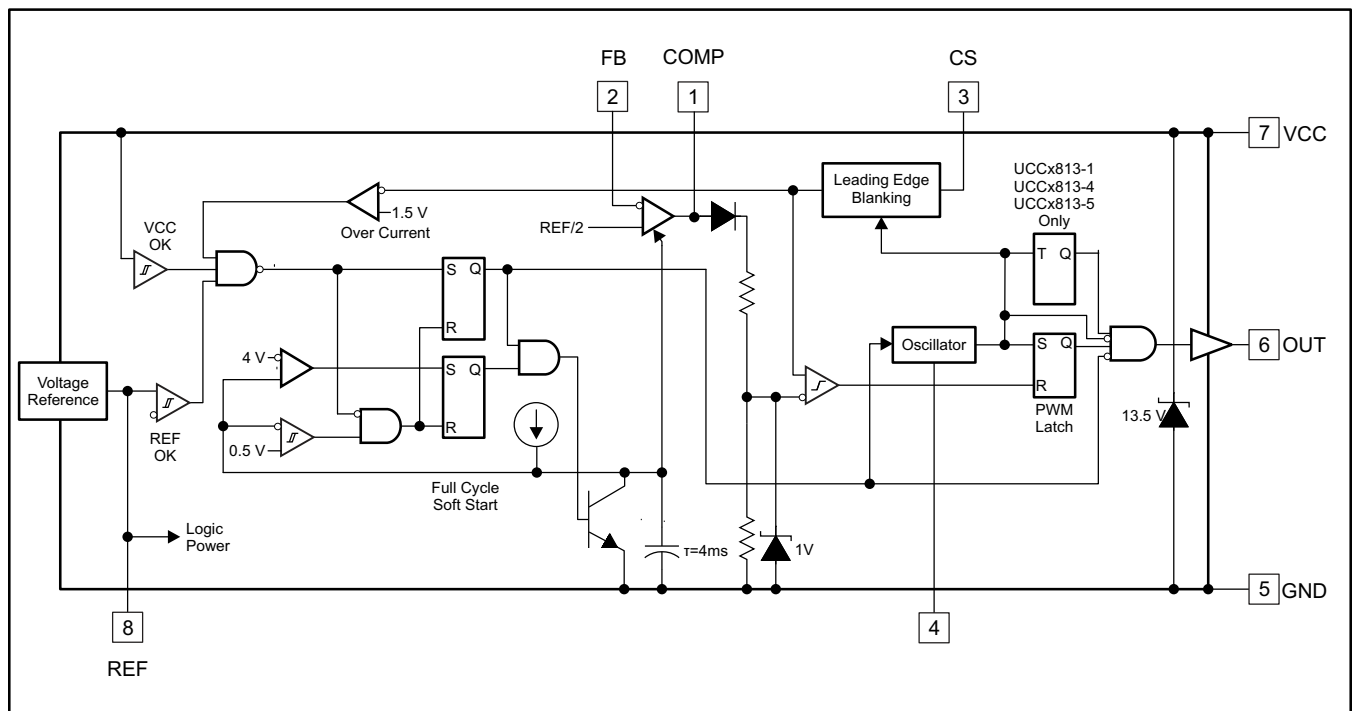 FB
COMP
CS
2
1
3
7 VCC
UCCx813-1
UCCx813-4
UCCx813-5
Only
Leading Edge
Blanking
1.5 V
Over Current
REF/2
VCC
OK
T Q
S Q
R
Oscillator
S Q
R
PWM
Latch
6 OUT
4 V
S Q
R
Voltage
Reference
REF
OK
0.5 V
13.5 V
Full Cycle
Soft Start
Logic
Power
τ=4ms
1V
5 GND
8
REF
4